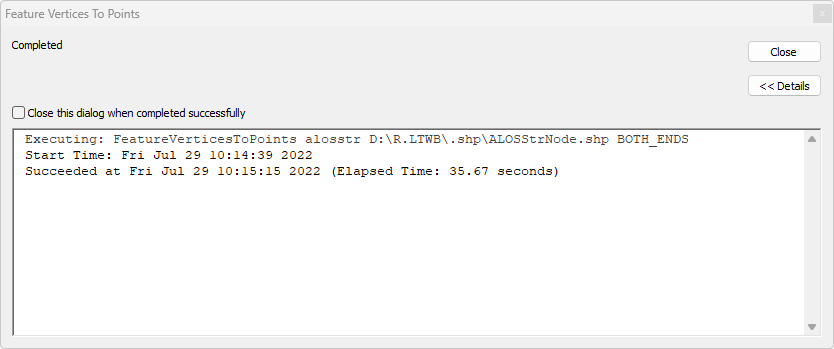 Feature Vertices To Points
x
Completed
Close
<< Details
Close this dialog when completed successfully
Executing: FeatureVerticesToPoints alosstr D:\R.LTWB\.shp\ALOSStrNode.shp BOTH_ENDS
Start Time: Fri Jul 29 10:14:39 2022
Succeeded at Fri Jul 29 10:15:15 2022 (Elapsed Time: 35.67 seconds)